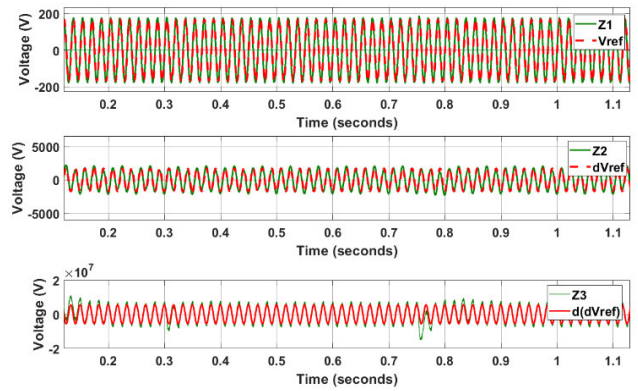 200
0
-200
Voltage (V)
Z1
Vref
0.2 0.3 0.4 0.5 0.6 0.7 0.8 0.9 1 1.1
Time (seconds)
5000
0
-5000
Voltage (V)
Z2
dVref
0.2 0.3 0.4 0.5 0.6 0.7 0.8 0.9 1 1.1
Time (seconds)
×10⁷
2
1
0
-1
2
Voltage (V)
Z3
d(dVref)
0.2 0.3 0.4 0.5 0.6 0.7 0.8 0.9 1 1.1
Time (seconds)